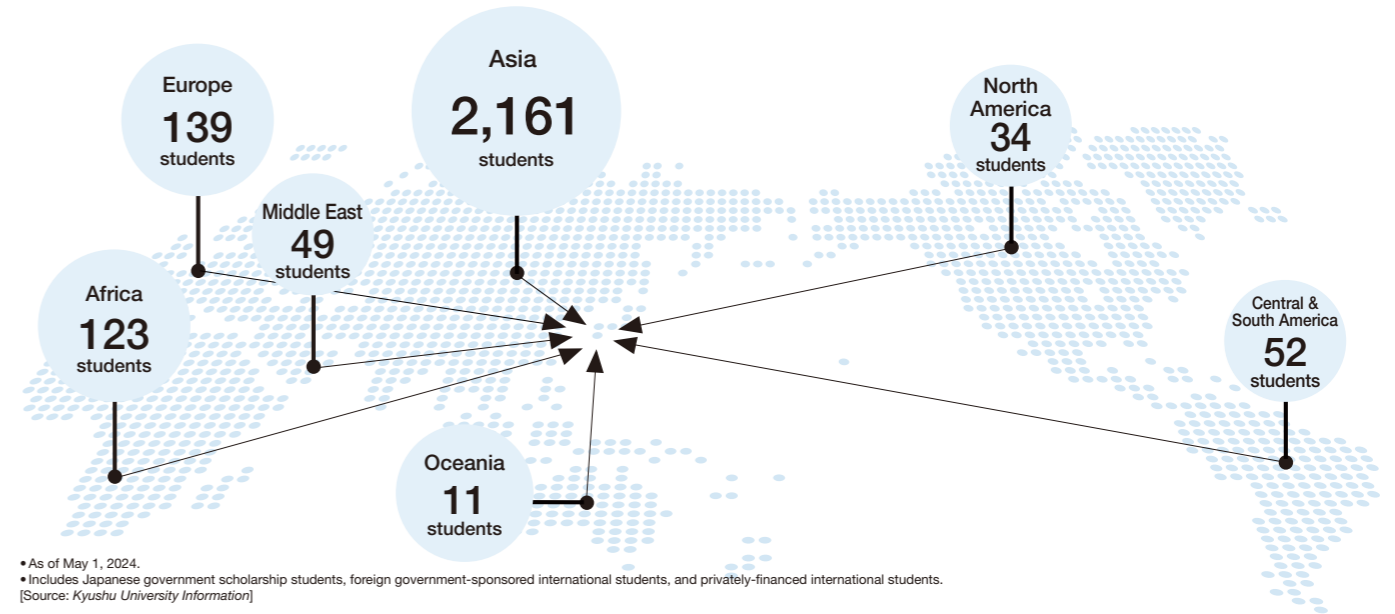 Asia
2,161
students
Europe
139
students
North
America
34
students
Middle East
49
students
Africa
123
students
Central &
South America
52
students
Oceania
11
students
• As of May 1, 2024.
• Includes Japanese government scholarship students, foreign government-sponsored international students, and privately-financed international students.
[Source: Kyushu University Information]